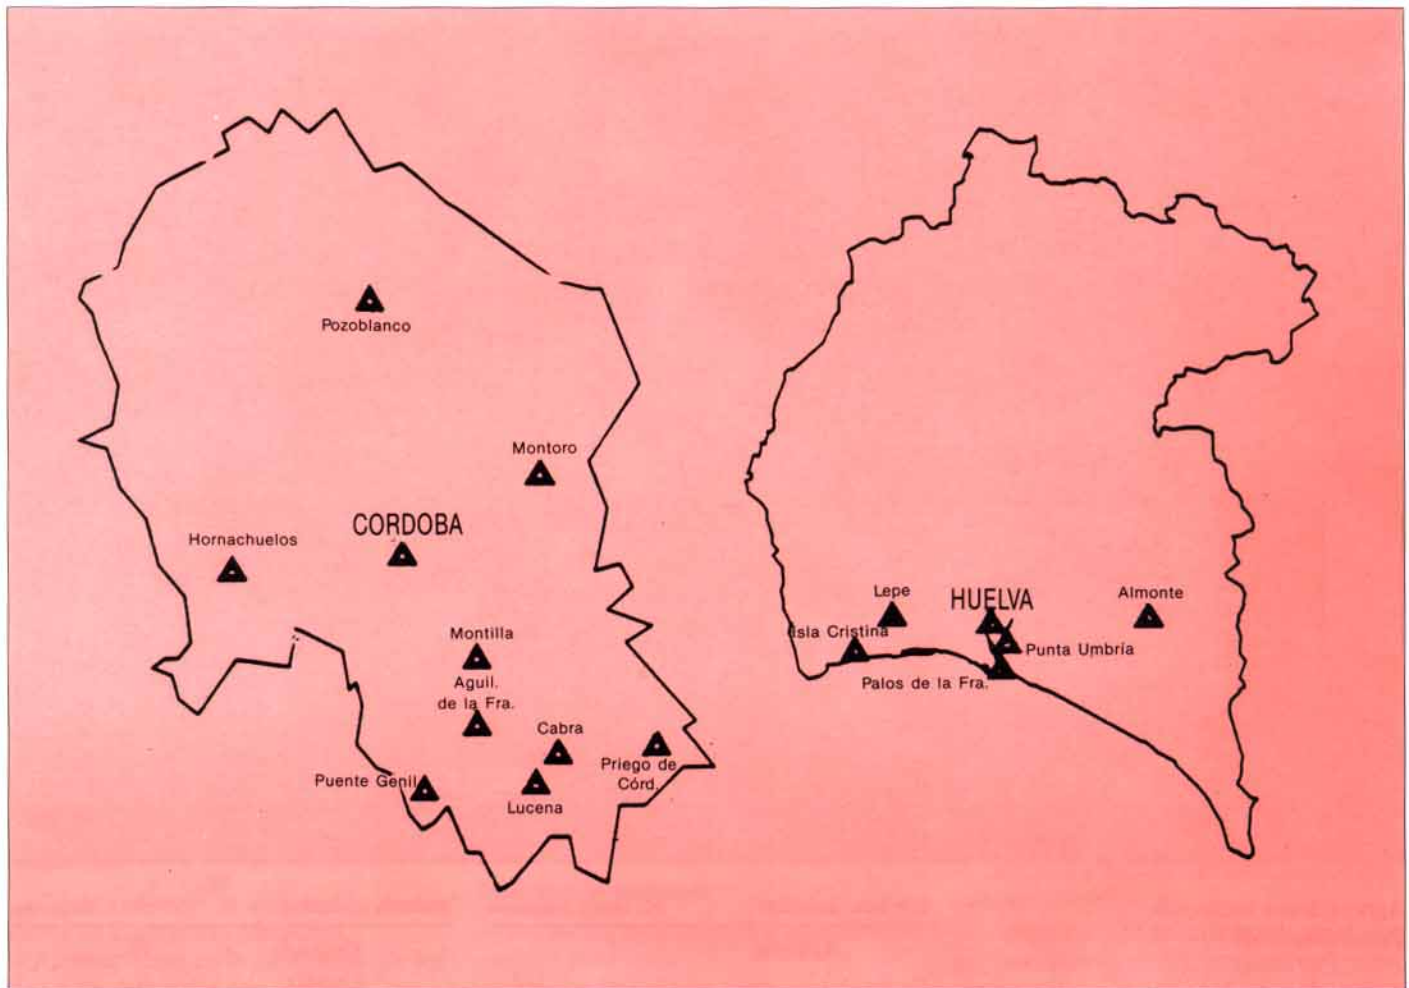 Pozoblanco
Montoro
CORDOBA
Hornachuelos
Montilla
Aguil.
de la Fra.
Cabra
Puente Genil
Priego de
Córd.
Lucena
Lepe
HUELVA
Almonte
Isla Cristina
Punta Umbría
Palos de la Fra.